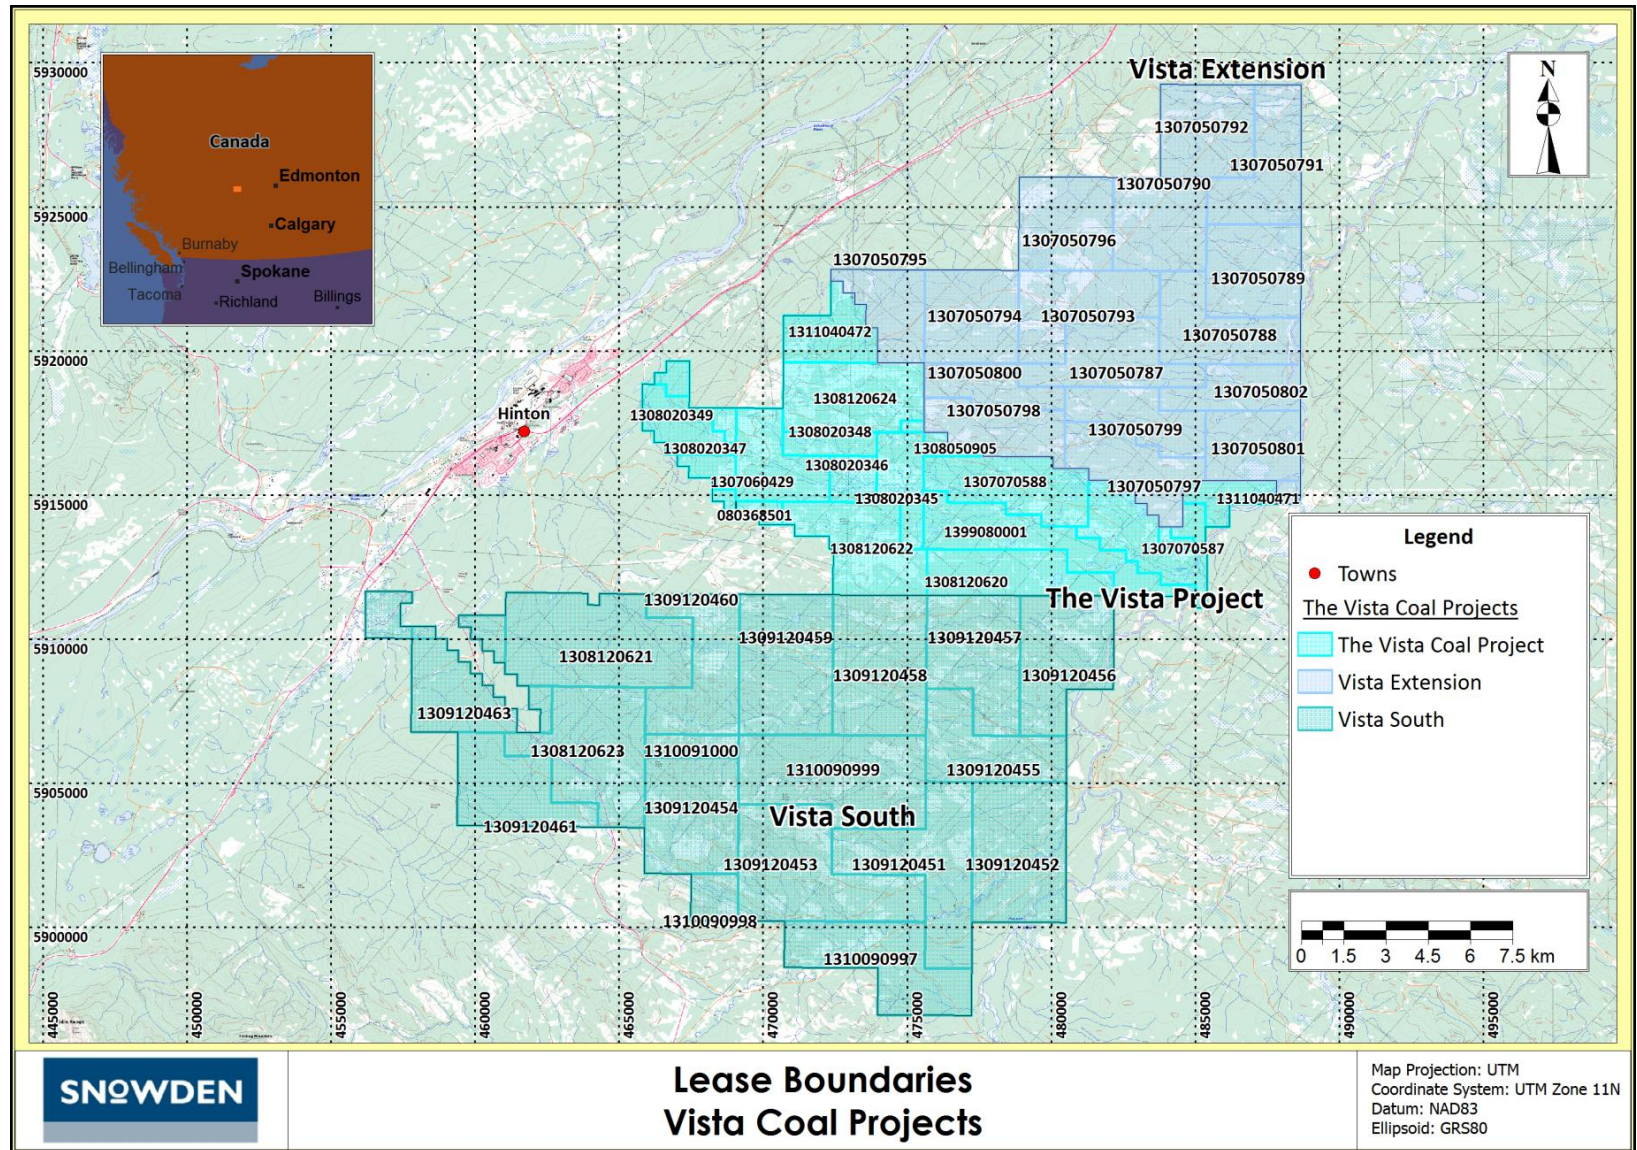 Vista Extension
5930000
5925000
5920000
5915000
5910000
5905000
5900000
Canada
Edmonton
Calgary
Burnaby
Bellingham
Spokane
Tacoma
Richland
Billings
N
1307050792
1307050791
1307050790
1307050796
1307050795
1307050789
1307050794
1307050793
1307050788
1311040472
1307050800
1307050787
1307050802
1308120624
1307050798
Hinton
1308020349
1308020348
1307050799
1308020347
1308050905
1307050801
1308020346
1307060429
1307070588
1307050797
1308020345
1311040471
080368501
1399080001
1308120622
1307070587
1308120620
The Vista Project
1309120460
1309120459
1309120457
1308120621
1309120458
1309120456
1309120463
1308120623
1310091000
1310090999
1309120455
1309120454
Vista South
1309120461
1309120453
1309120451
1309120452
1310090998
1310090997
Legend
Towns
The Vista Coal Projects
The Vista Coal Project
Vista Extension
Vista South
0 1.5 3 4.5 6 7.5 km
445000
450000
455000
460000
465000
470000
475000
480000
485000
490000
495000
SNOWDEN
Lease Boundaries
Vista Coal Projects
Map Projection: UTM
Coordinate System: UTM Zone 11N
Datum: NAD83
Ellipsoid: GRS80